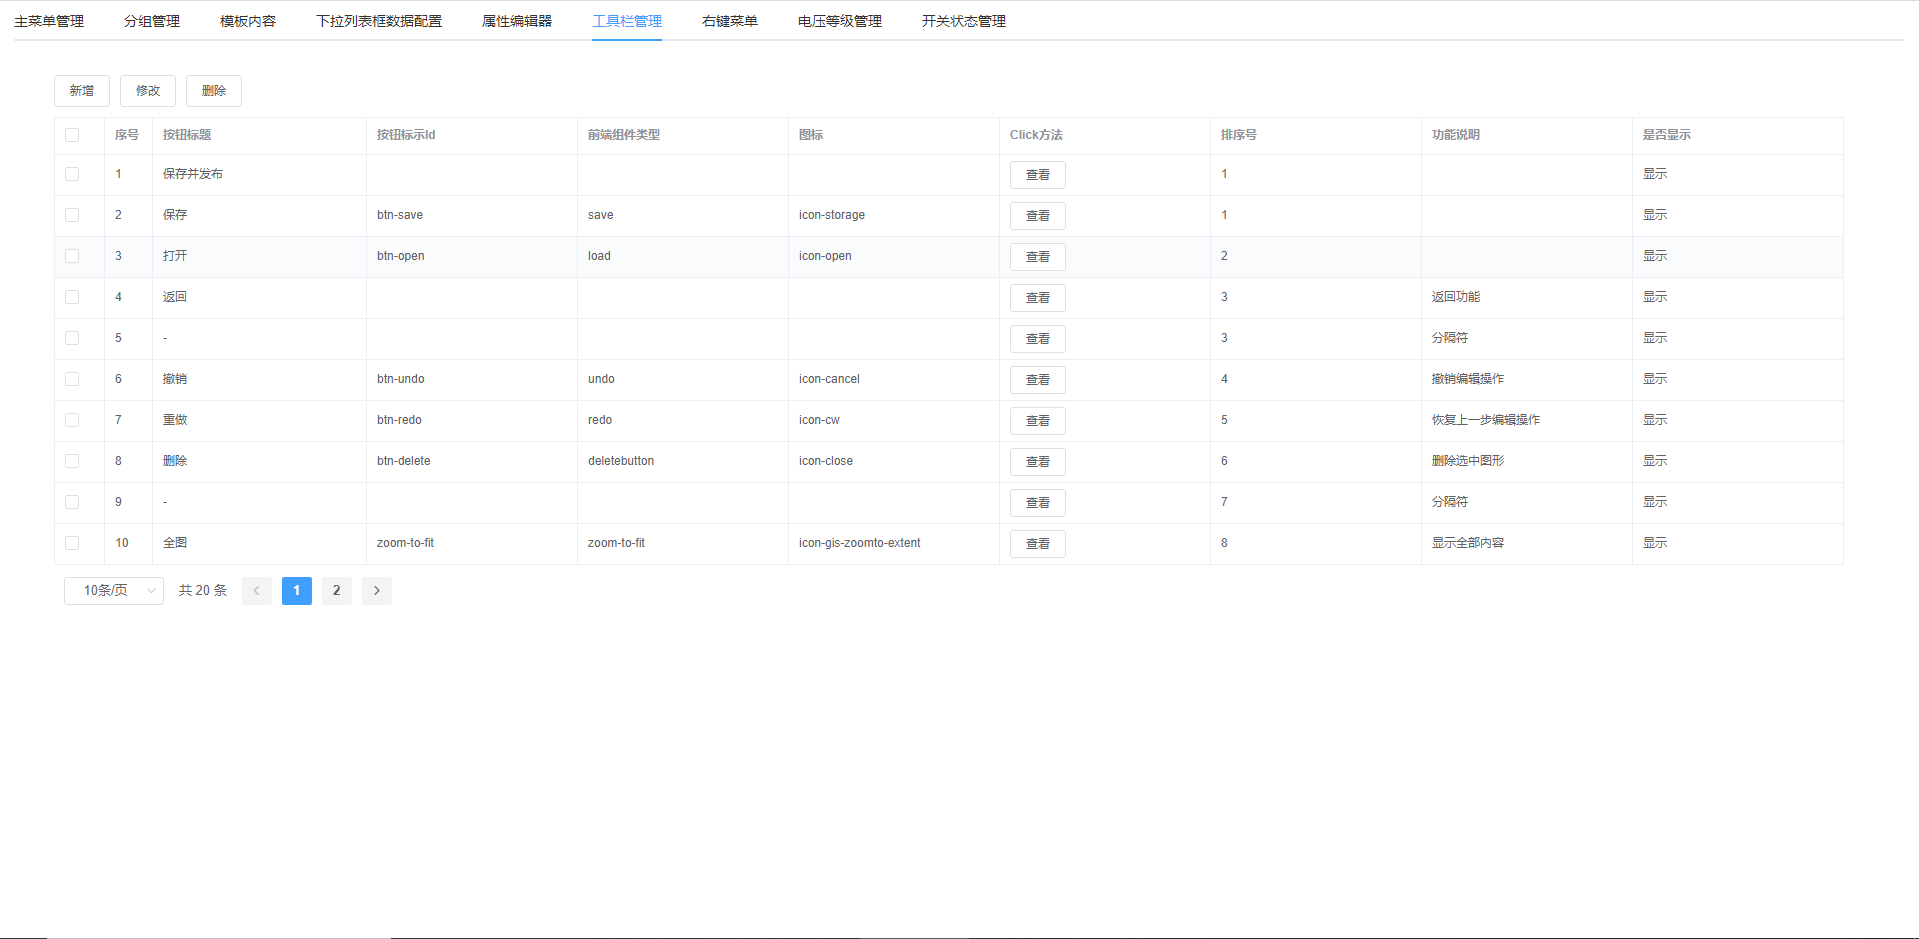 主菜单管理 分组管理 模板内容 下拉列表框数据配置 属性编辑器 工具栏管理 右键菜单 电压等级管理 开关状态管理
新增 修改 删除
序号 按钮标题 按钮标示Id 前端组件类型 图标 Click方法 排序号 功能说明 是否显示
1 保存并发布 查看 1 显示
2 保存 btn-save save icon-storage 查看 1 显示
3 打开 btn-open load icon-open 查看 2 显示
4 返回 查看 3 返回功能 显示
5 - 查看 3 分隔符 显示
6 撤销 btn-undo undo icon-cancel 查看 4 撤销编辑操作 显示
7 重做 btn-redo redo icon-cw 查看 5 恢复上一步编辑操作 显示
8 删除 btn-delete deletebutton icon-close 查看 6 删除选中图形 显示
9 - 查看 7 分隔符 显示
10 全图 zoom-to-fit zoom-to-fit icon-gis-zoomto-extent 查看 8 显示全部内容 显示
10条/页 共 20 条 1 2